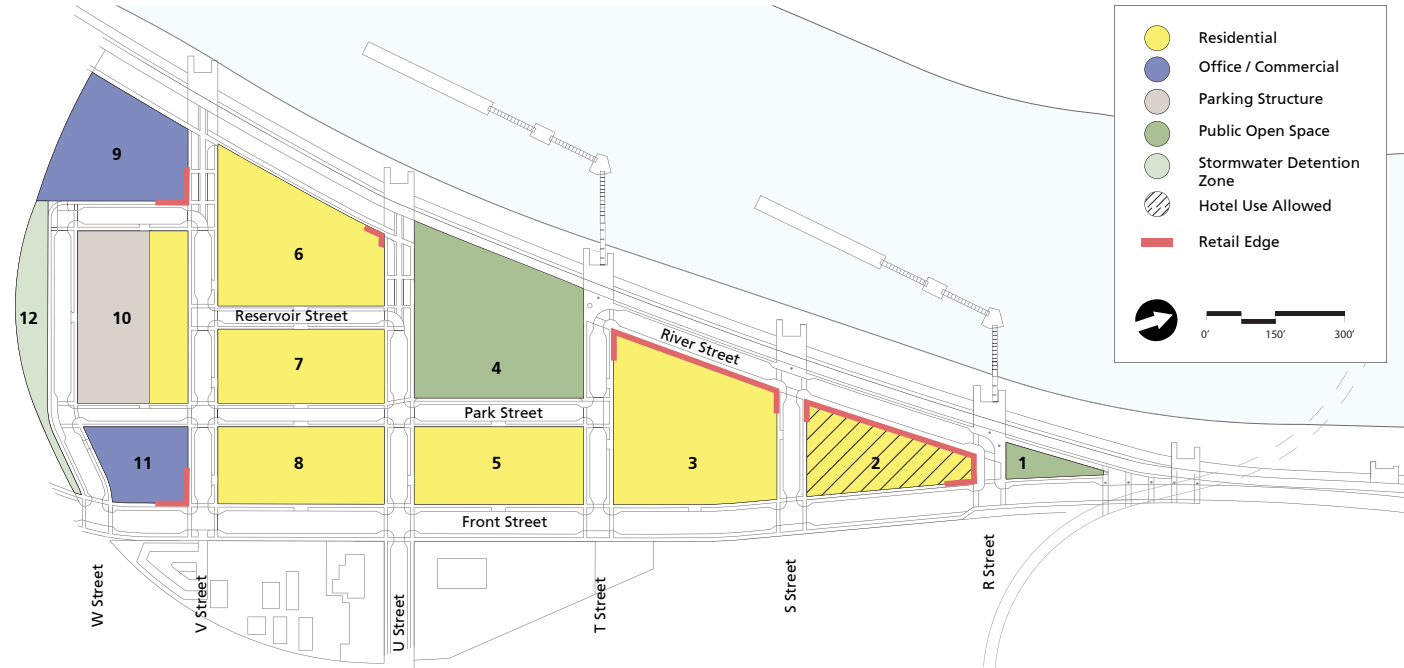 Residential
Office / Commercial
Parking Structure
Public Open Space
Stormwater Detention
Zone
Hotel Use Allowed
Retail Edge
0' 150' 300'
9
6
12
10
Reservoir Street
7
4
River Street
Park Street
11
8
5
3
2
1
Front Street
W Street
V Street
U Street
T Street
S Street
R Street